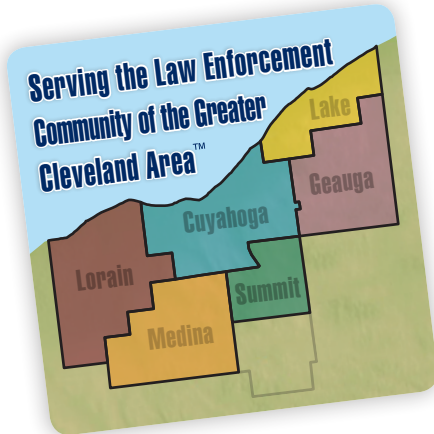 Serving the Law Enforcement
Community of the Greater
Cleveland Area™
Lake
Geauga
Cuyahoga
Lorain
Summit
Medina